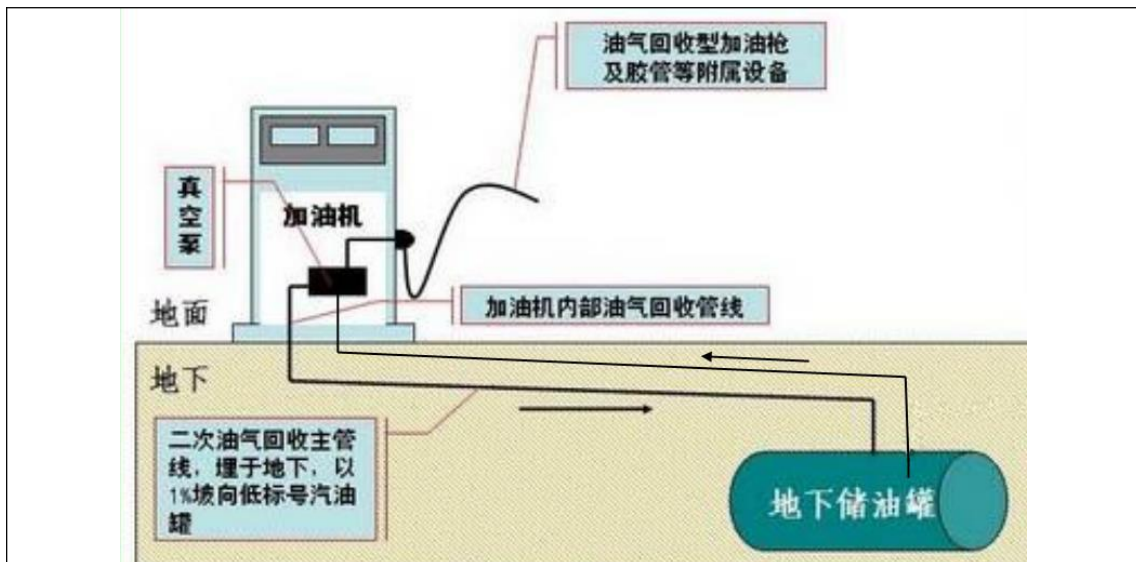 油气回收型加油枪
及胶管等附属设备
真
空
泵
加油机
地面
加油机内部油气回收管线
地下
二次油气回收主管
线，埋于地下，以
1%坡向低标号汽油
罐
地下储油罐